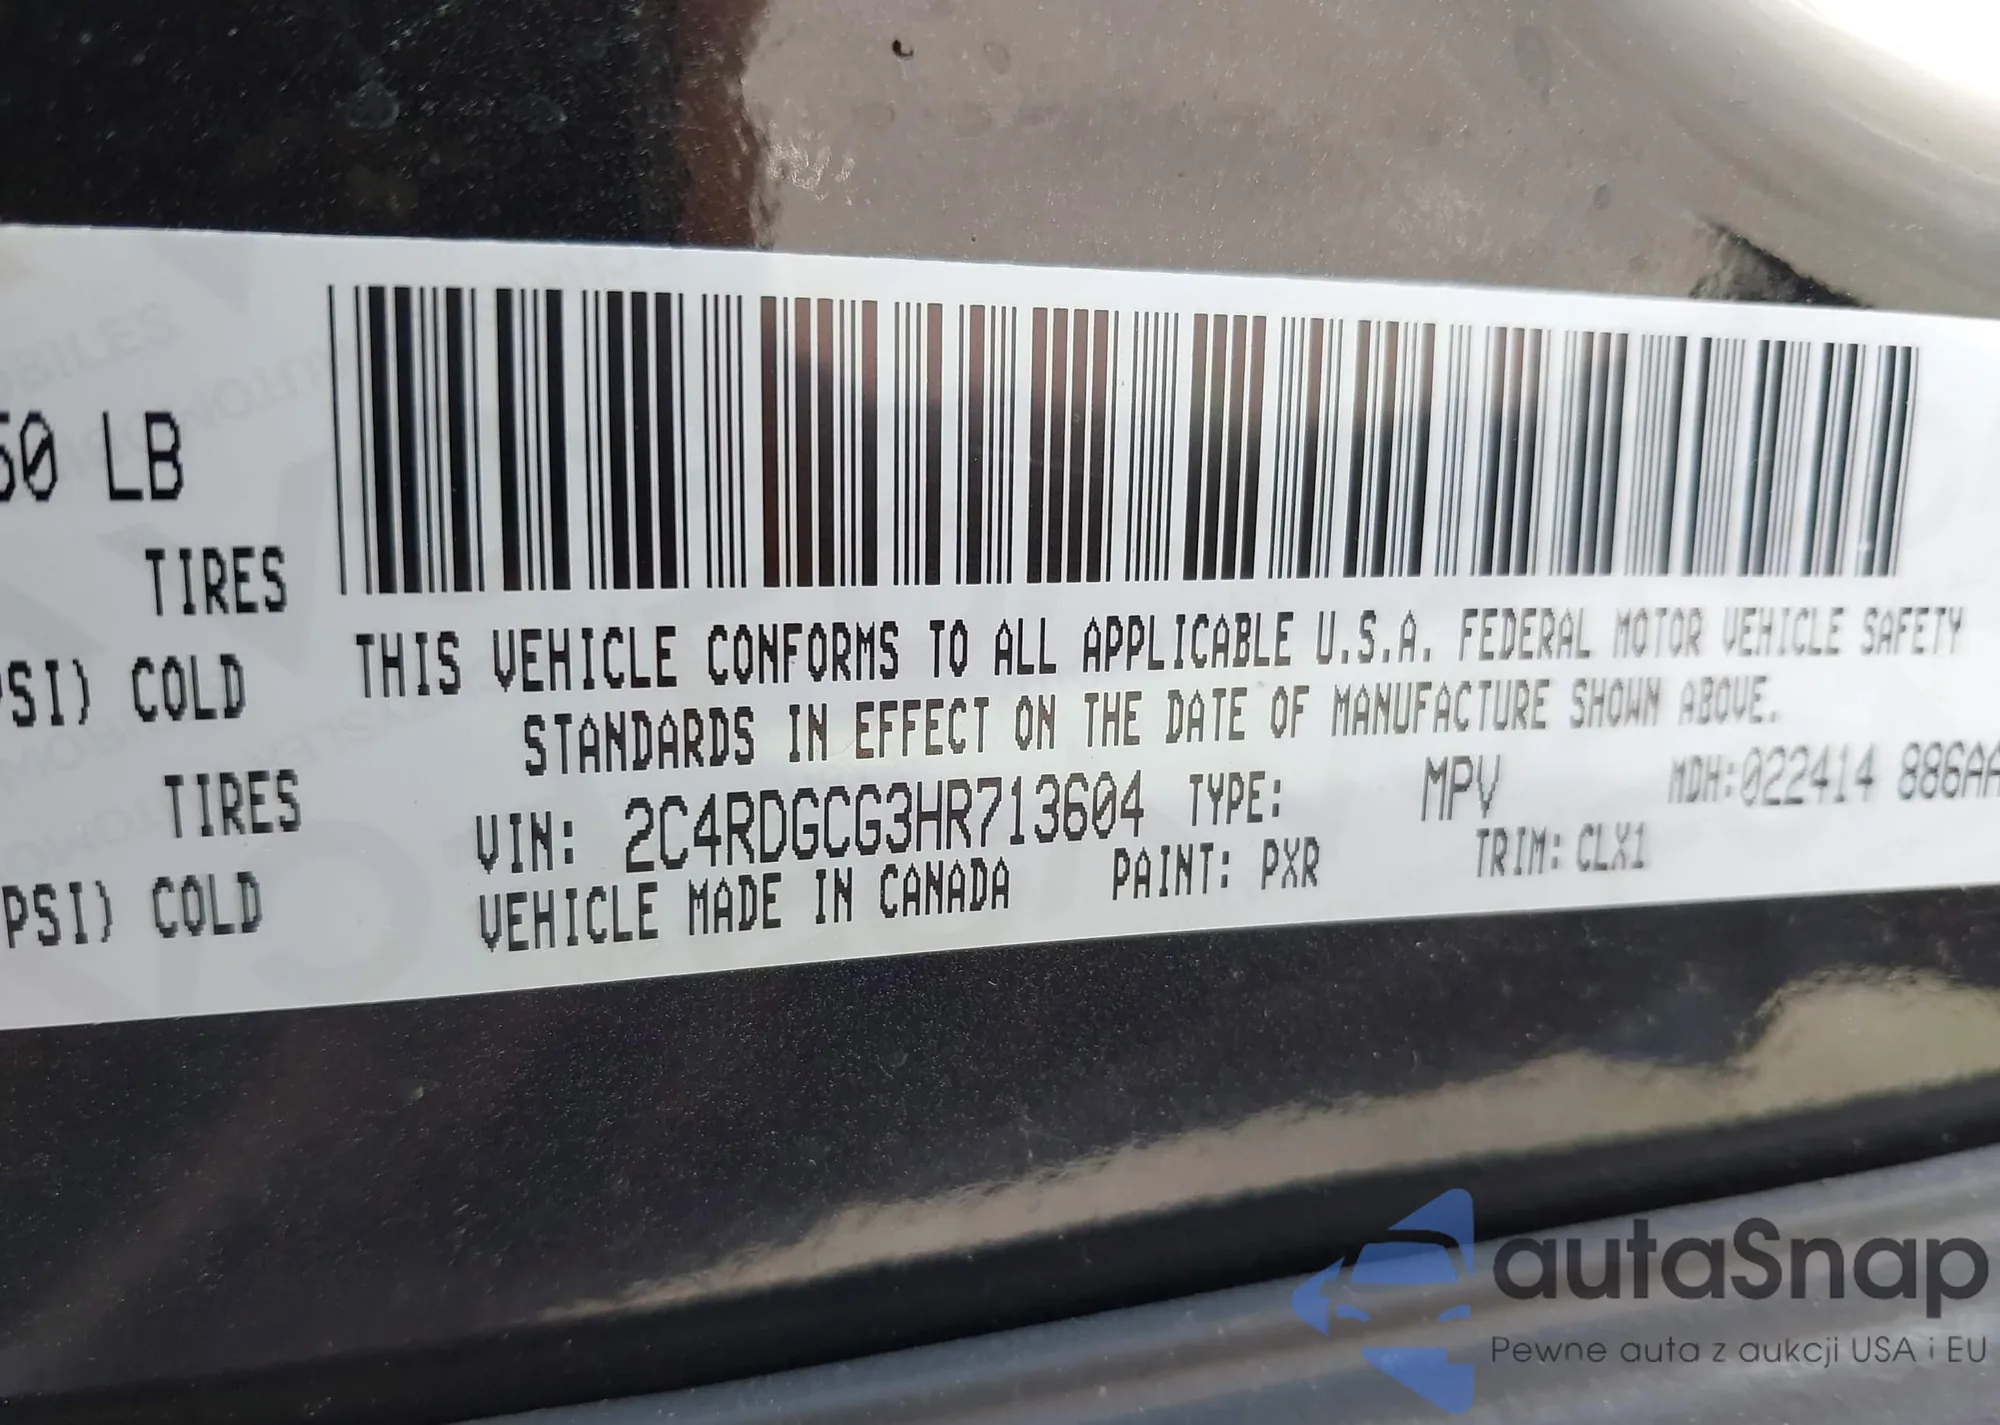 50 LB
TIRES
PSI) COLD
TIRES
PSI) COLD
THIS VEHICLE CONFORMS TO ALL APPLICABLE U.S.A. FEDERAL MOTOR VEHICLE SAFETY
STANDARDS IN EFFECT ON THE DATE OF MANUFACTURE SHOWN ABOVE.
VIN: 2C4RDGCG3HR713604 TYPE: MPV MDH:022414 886AA
VEHICLE MADE IN CANADA PAINT: PXR TRIM: CLX1
autaSnap
Pewne auta z aukcji USA i EU